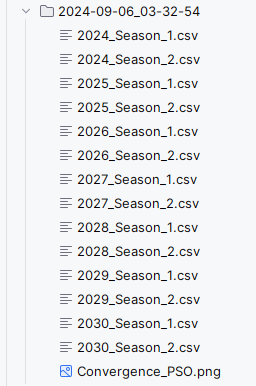 2024-09-06_03-32-54
2024_Season_1.csv
2024_Season_2.csv
2025_Season_1.csv
2025_Season_2.csv
2026_Season_1.csv
2026_Season_2.csv
2027_Season_1.csv
2027_Season_2.csv
2028_Season_1.csv
2028_Season_2.csv
2029_Season_1.csv
2029_Season_2.csv
2030_Season_1.csv
2030_Season_2.csv
Convergence_PSO.png